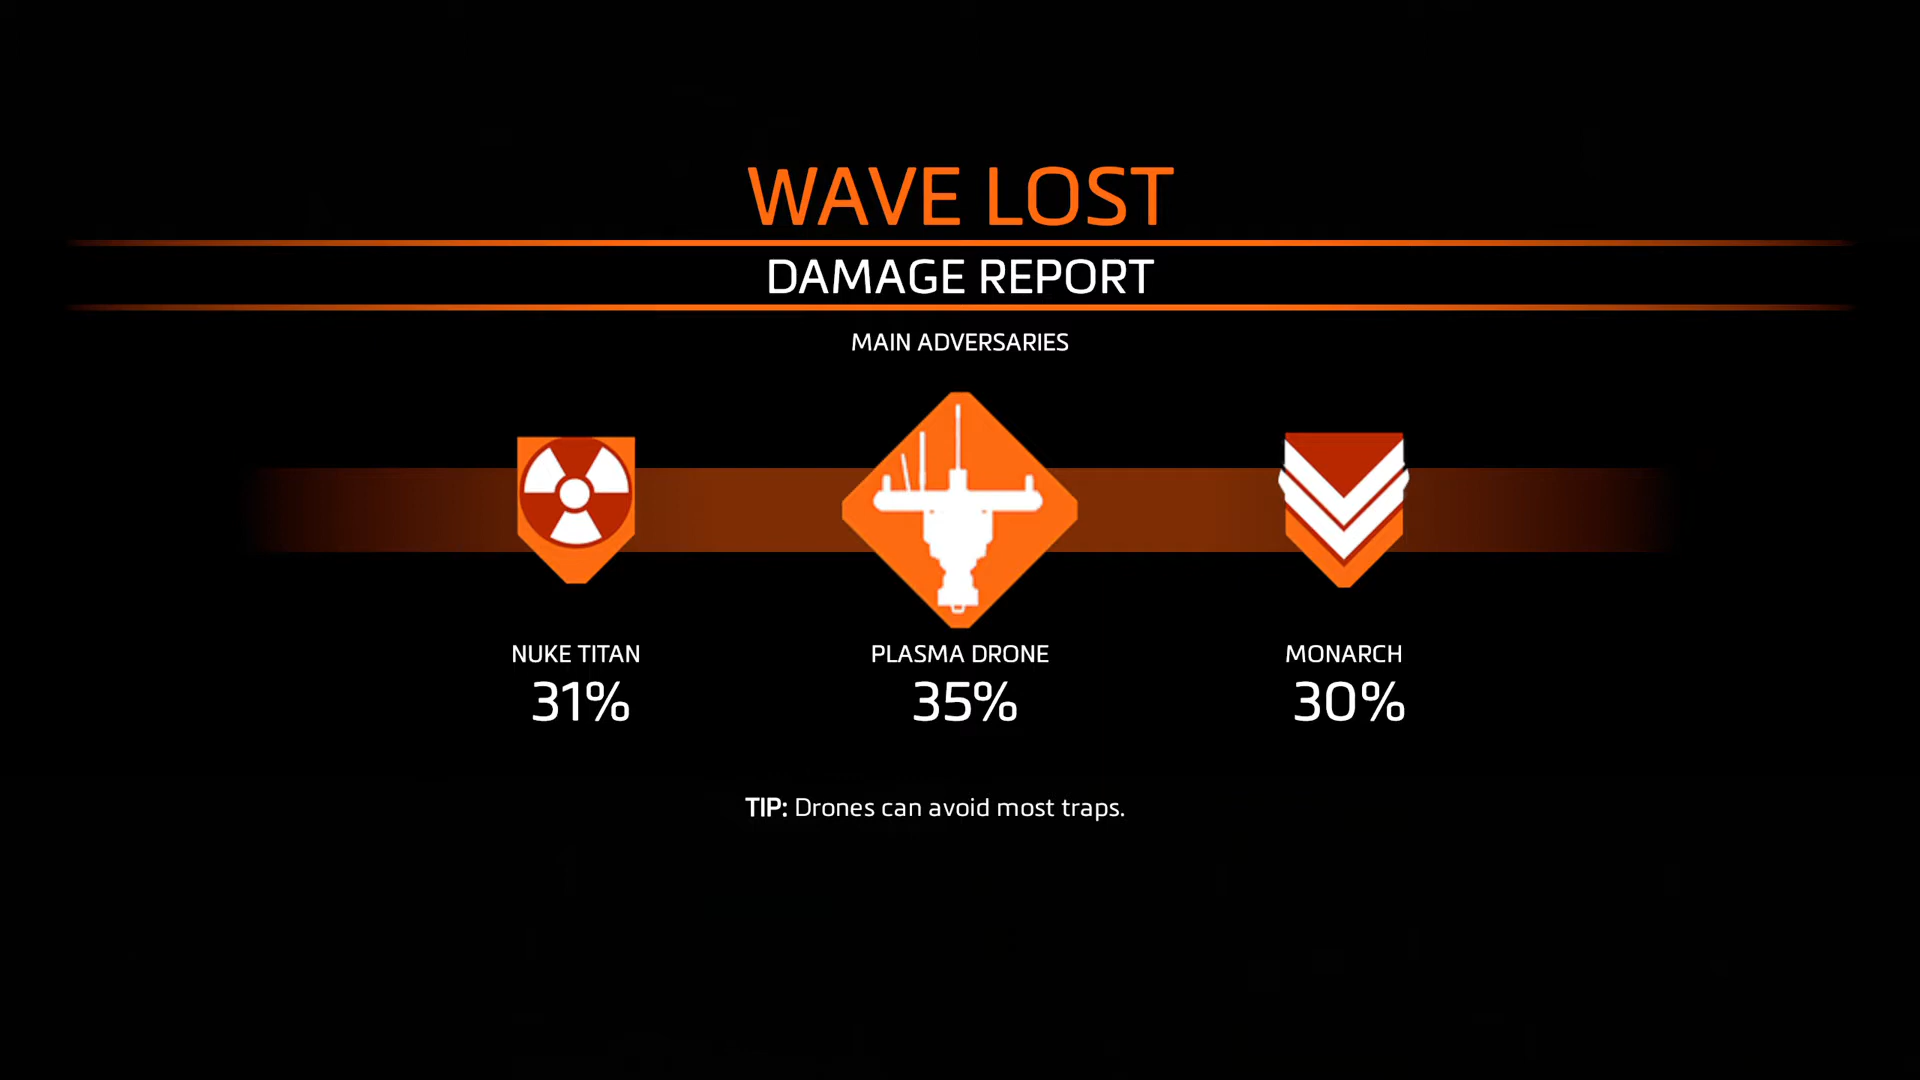 WAVE LOST
DAMAGE REPORT
MAIN ADVERSARIES
NUKE TITAN
31%
PLASMA DRONE
35%
MONARCH
30%
TIP: Drones can avoid most traps.